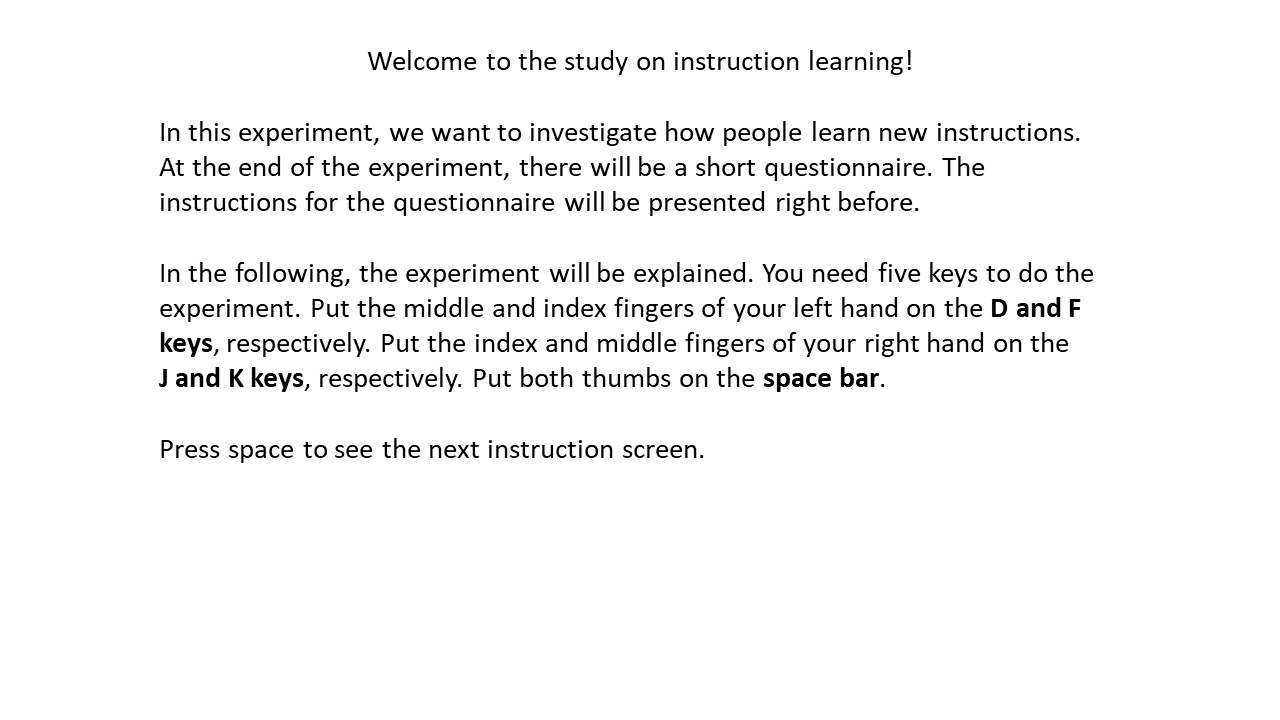 Welcome to the study on instruction learning!
In this experiment, we want to investigate how people learn new instructions.
At the end of the experiment, there will be a short questionnaire. The
instructions for the questionnaire will be presented right before.
In the following, the experiment will be explained. You need five keys to do the
experiment. Put the middle and index fingers of your left hand on the D and F
keys, respectively. Put the index and middle fingers of your right hand on the
J and K keys, respectively. Put both thumbs on the space bar.
Press space to see the next instruction screen.